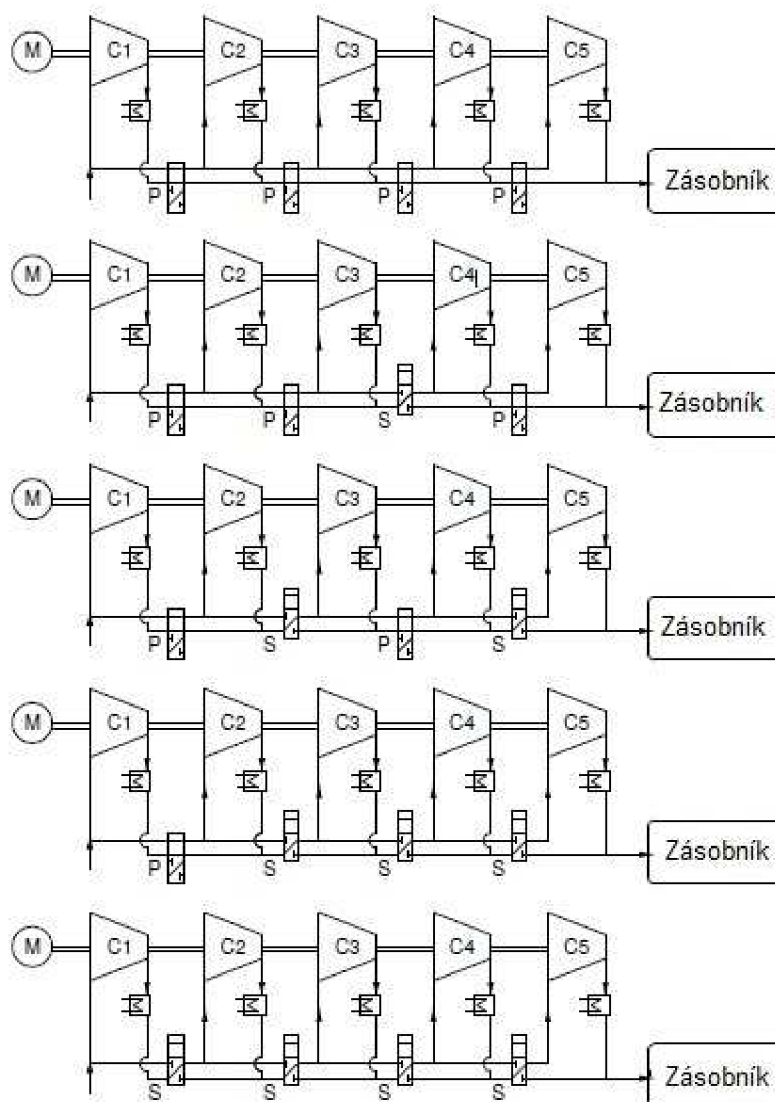 M C1 C2 C3 C4 C5
P P P P Zásobník
M C1 C2 C3 C4 C5
P P S P Zásobník
M C1 C2 C3 C4 C5
P S P S Zásobník
M C1 C2 C3 C4 C5
P S S S Zásobník
M C1 C2 C3 C4 C5
S S S S Zásobník